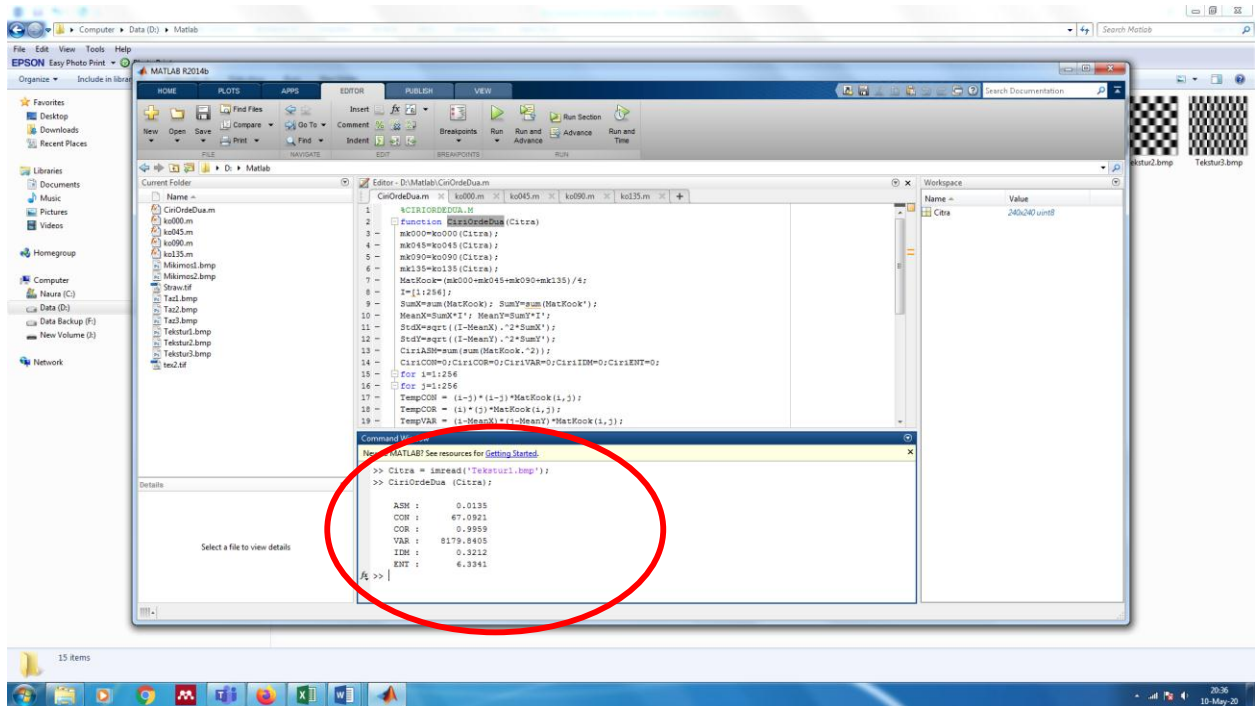 Computer ▸ Data (D:) ▸ Matlab
Search Matlab
File Edit View Tools Help
EPSON Easy Photo Print
Organize Include in librar
Favorites
Desktop
Downloads
Recent Places
Libraries
Documents
Music
Pictures
Videos
Homegroup
Computer
Naura (C:)
Data (D:)
Data Backup (F:)
New Volume (I:)
Network
MATLAB R2014b
HOME PLOTS APPS EDITOR PUBLISH VIEW
Search Documentation
New Open Save
Find Files
Compare
Print
FILE
Go To
Find
NAVIGATE
Insert fx
Comment %
Indent
EDIT
Breakpoints
BREAKPOINTS
Run
Run and Advance
Run Section
Advance
Run and Time
RUN
D: ▸ Matlab
Current Folder
Name
CiriOrdeDua.m
ko000.m
ko045.m
ko090.m
ko135.m
Mikimos1.bmp
Mikimos2.bmp
Straw.tif
Taz1.bmp
Taz2.bmp
Taz3.bmp
Tekstur1.bmp
Tekstur2.bmp
Tekstur3.bmp
tex2.tif
Details
Select a file to view details
Editor - D:\Matlab\CiriOrdeDua.m
CiriOrdeDua.m ko000.m ko045.m ko090.m ko135.m +
1 %CIRIORDEDUA.M
2 function CiriOrdeDua(Citra)
3 - mk000=ko000(Citra);
4 - mk045=ko045(Citra);
5 - mk090=ko090(Citra);
6 - mk135=ko135(Citra);
7 - MatKook=(mk000+mk045+mk090+mk135)/4;
8 - I=[1:256];
9 - SumX=sum(MatKook); SumY=sum(MatKook');
10 - MeanX=SumX*I'; MeanY=SumY*I';
11 - StdX=sqrt((I-MeanX).^2*SumX');
12 - StdY=sqrt((I-MeanY).^2*SumY');
13 - CiriASM=sum(sum(MatKook.^2));
14 - CiriCON=0;CiriCOR=0;CiriVAR=0;CiriIDM=0;CiriENT=0;
15 - for i=1:256
16 - for j=1:256
17 - TempCON = (i-j)*(i-j)*MatKook(i,j);
18 - TempCOR = (i)*(j)*MatKook(i,j);
19 - TempVAR = (i-MeanX)*(j-MeanY)*MatKook(i,j);
MATLAB? See resources for Getting Started.
>> Citra = imread('Tekstur1.bmp');
>> CiriOrdeDua (Citra);
ASM : 0.0135
CON : 67.0921
COR : 0.9959
VAR : 8179.8405
IDM : 0.3212
ENT : 6.3341
fx >>
Workspace
Name Value
Citra 240x240 uint8
ekstur2.bmp Tekstur3.bmp
15 items
20:36
10-May-20